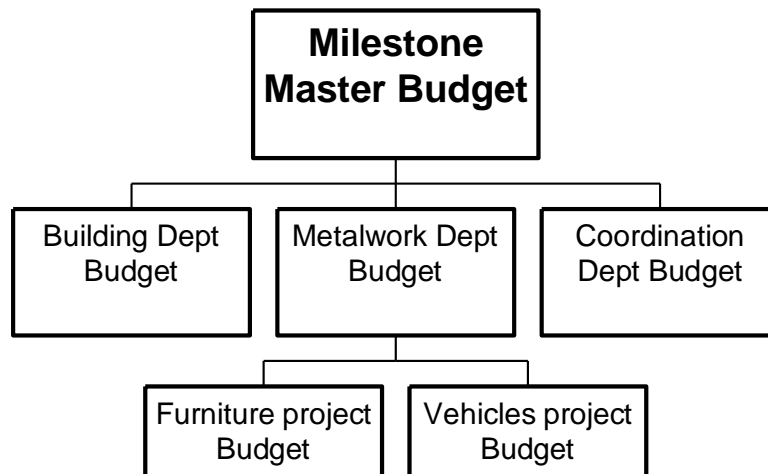 Milestone
Master Budget
Building Dept
Budget
Metalwork Dept
Budget
Coordination
Dept Budget
Furniture project
Budget
Vehicles project
Budget